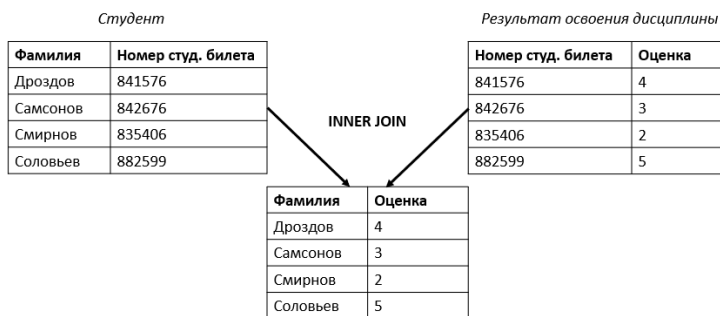 Студент
Фамилия Номер студ. билета
Дроздов 841576
Самсонов 842676
Смирнов 835406
Соловьев 882599
Результат освоения дисциплины
Номер студ. билета Оценка
841576 4
842676 3
835406 2
882599 5
INNER JOIN
Фамилия Оценка
Дроздов 4
Самсонов 3
Смирнов 2
Соловьев 5